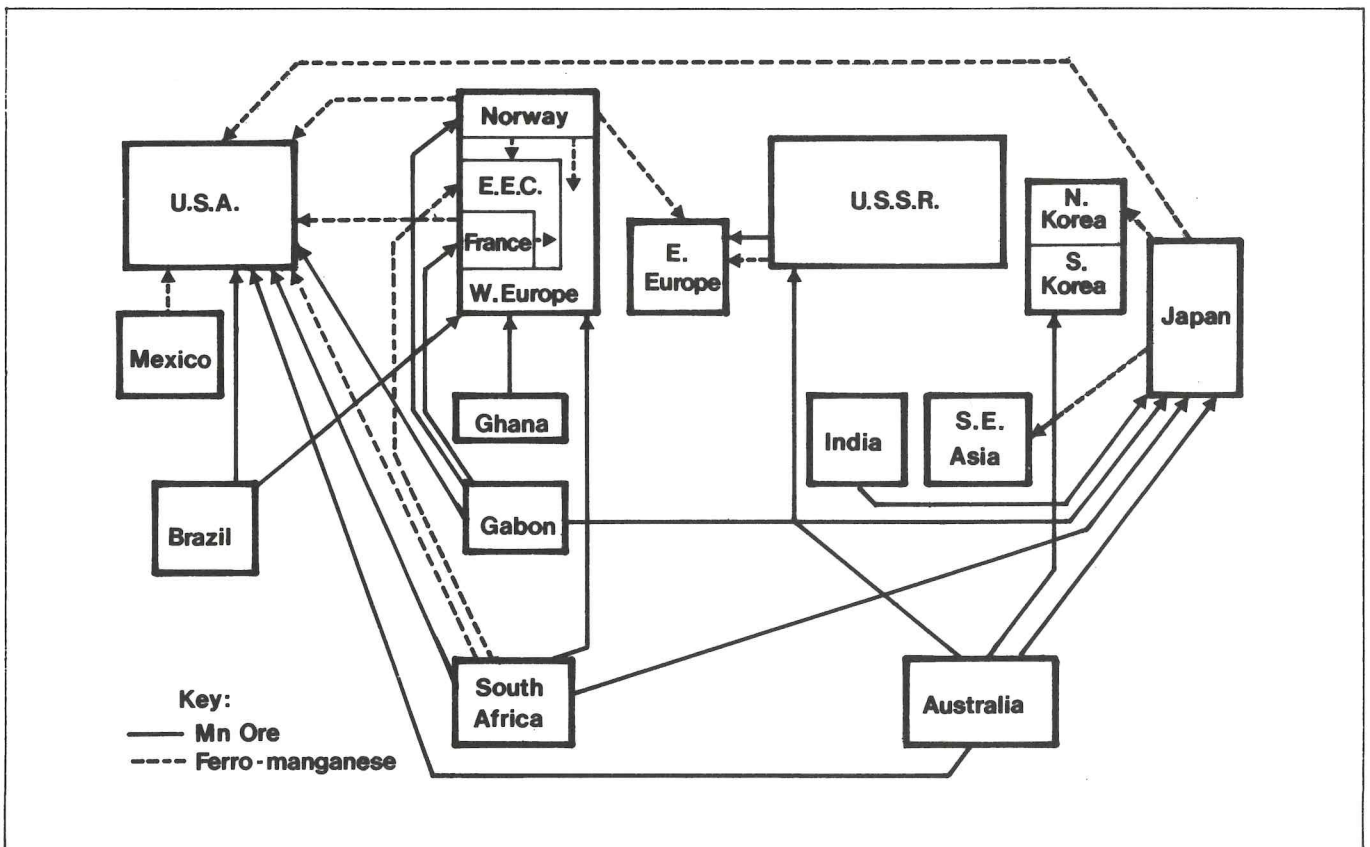 Norway
U.S.A.
E.E.C.
France
W. Europe
E.
Europe
U.S.S.R.
N.
Korea
S.
Korea
Japan
Mexico
Ghana
India
S.E.
Asia
Brazil
Gabon
South
Africa
Australia
Key:
Mn Ore
Ferro-manganese